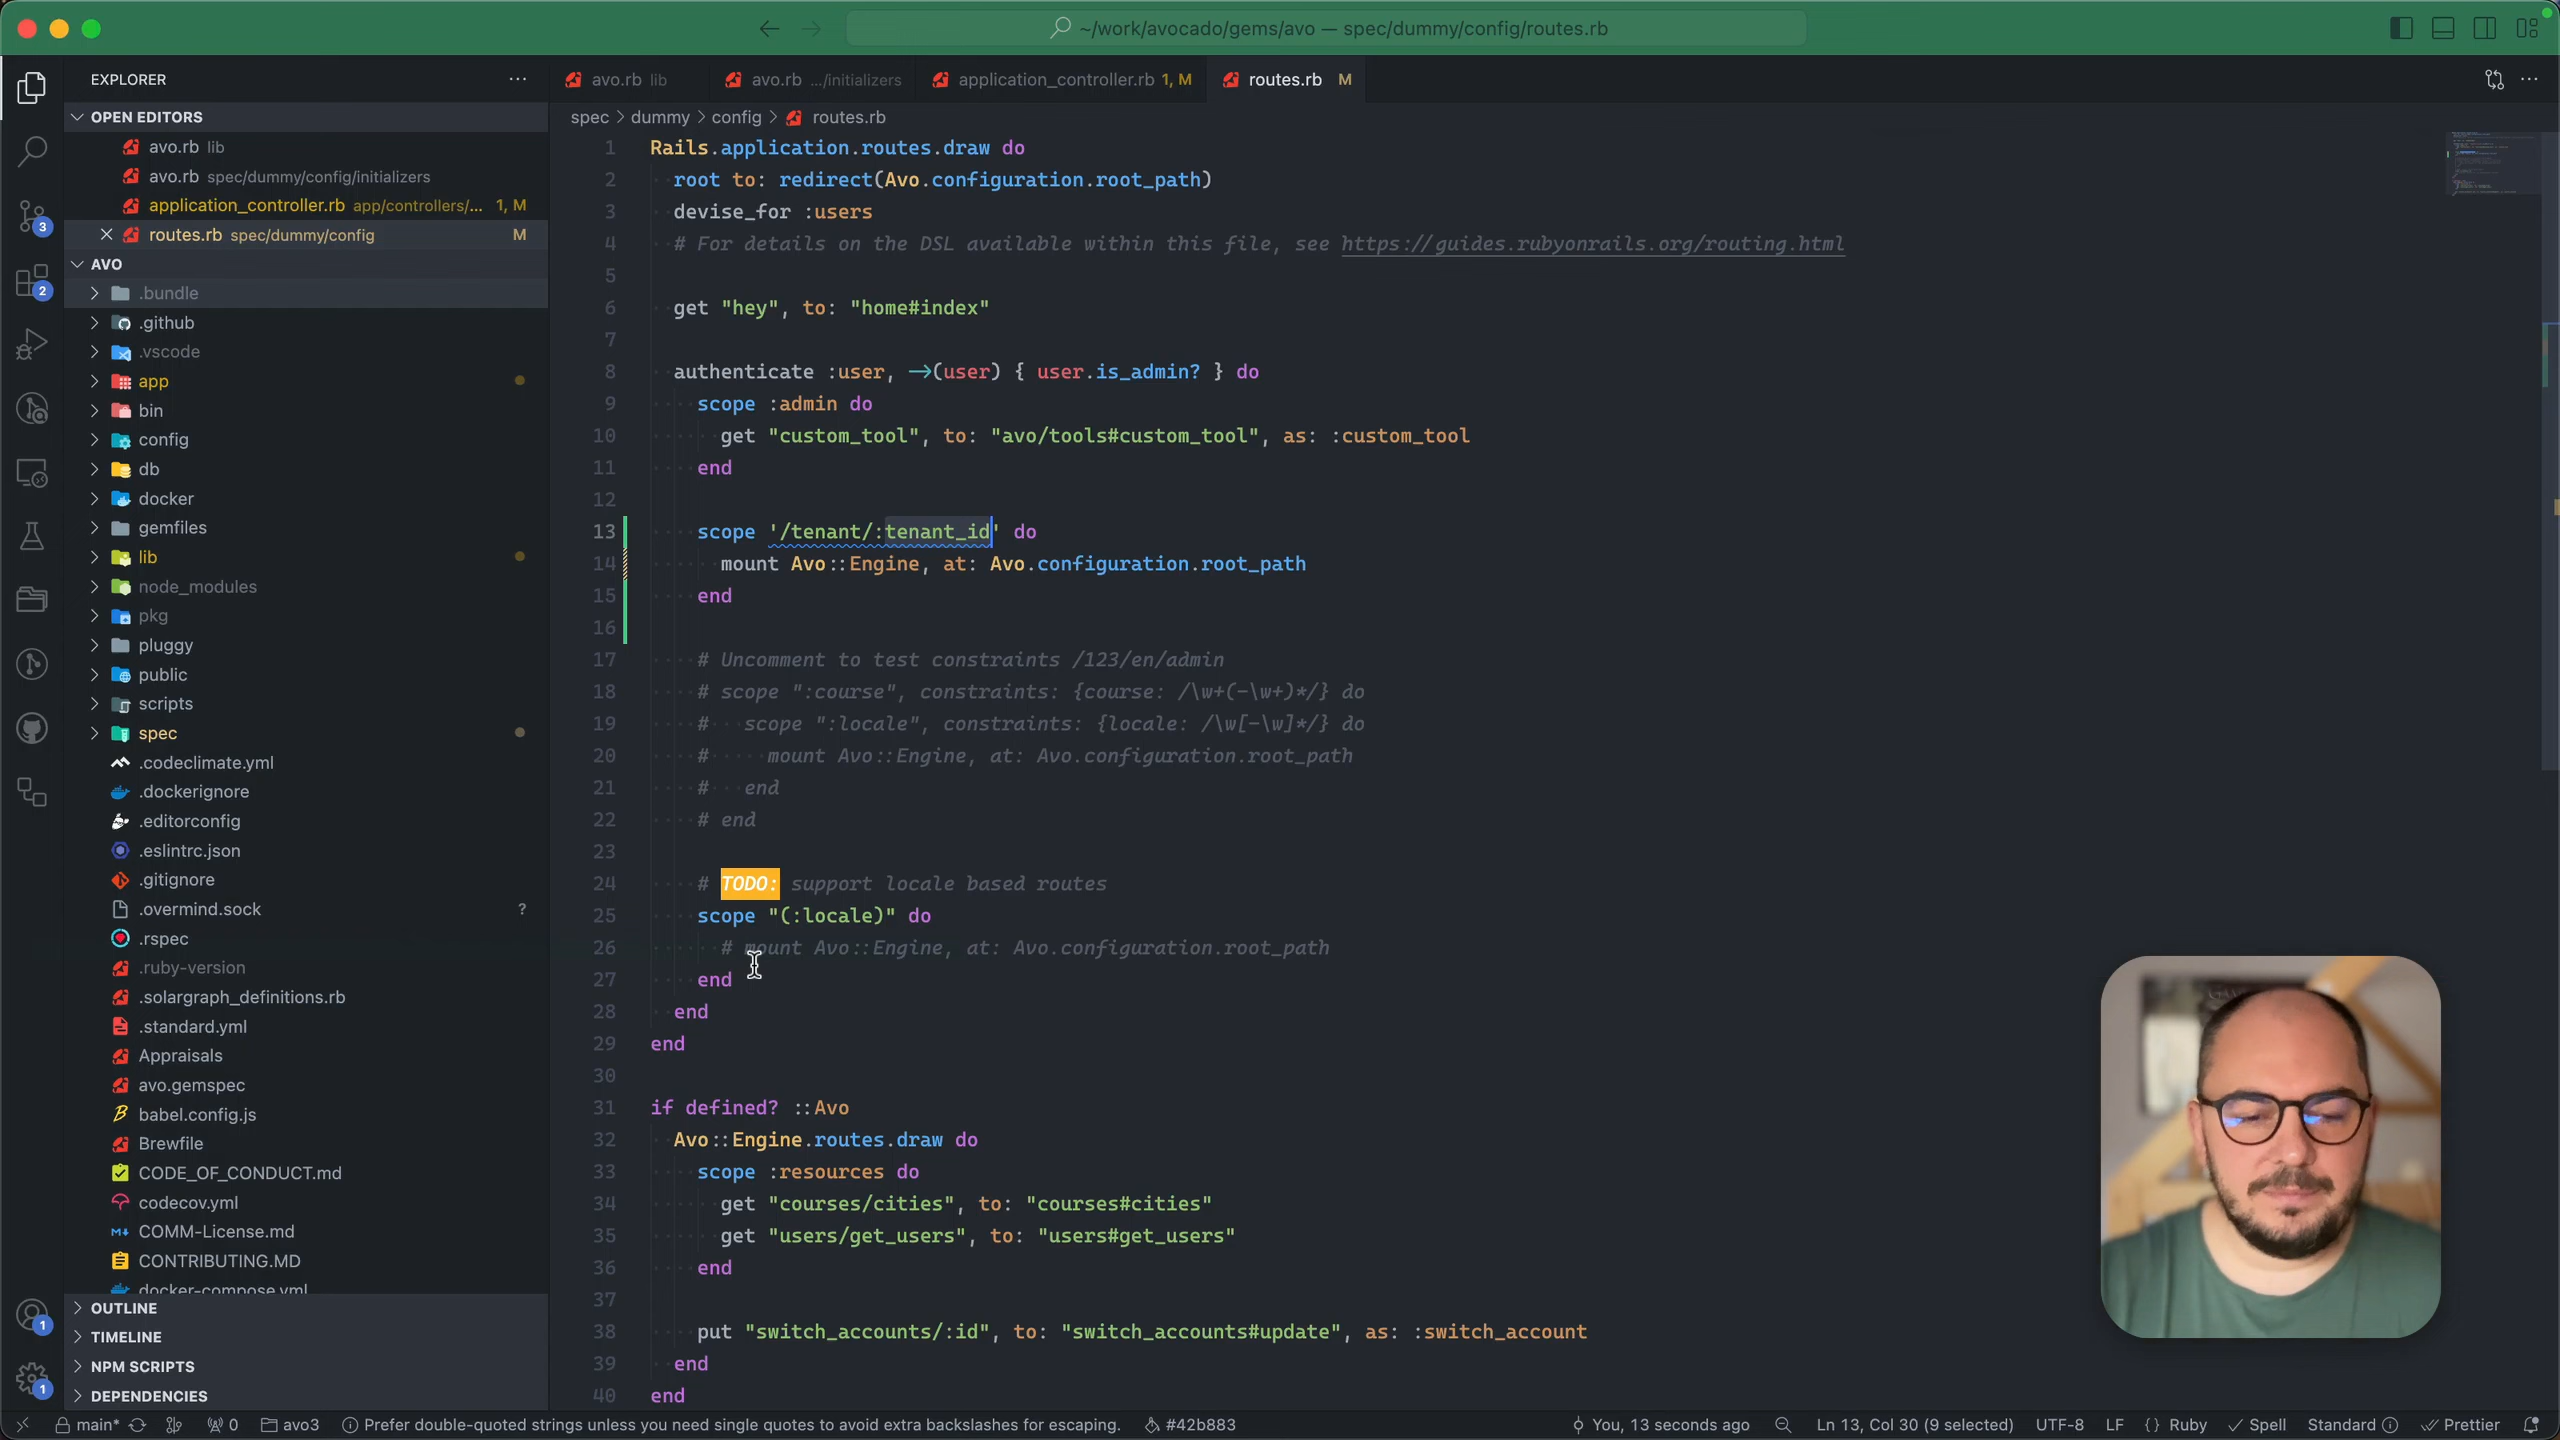 ~/work/avocado/gems/avo — spec/dummy/config/routes.rb
EXPLORER
avo.rb lib
avo.rb .../initializers
application_controller.rb 1, M
routes.rb M
OPEN EDITORS
avo.rb lib
avo.rb spec/dummy/config/initializers
application_controller.rb app/controllers/... 1, M
routes.rb spec/dummy/config M
AVO
.bundle
.github
.vscode
app
bin
config
db
docker
gemfiles
lib
node_modules
pkg
pluggy
public
scripts
spec
.codeclimate.yml
.dockerignore
.editorconfig
.eslintrc.json
.gitignore
.overmind.sock ?
.rspec
.ruby-version
.solargraph_definitions.rb
.standard.yml
Appraisals
avo.gemspec
babel.config.js
Brewfile
CODE_OF_CONDUCT.md
codecov.yml
COMM-License.md
CONTRIBUTING.MD
docker-compose.yml
OUTLINE
TIMELINE
NPM SCRIPTS
DEPENDENCIES
3
2
1
1
spec > dummy > config > routes.rb
1 Rails.application.routes.draw do
2 root to: redirect(Avo.configuration.root_path)
3 devise_for :users
4 # For details on the DSL available within this file, see https://guides.rubyonrails.org/routing.html
5
6 get "hey", to: "home#index"
7
8 authenticate :user, ->(user) { user.is_admin? } do
9 scope :admin do
10 get "custom_tool", to: "avo/tools#custom_tool", as: :custom_tool
11 end
12
13 scope '/tenant/:tenant_id' do
14 mount Avo::Engine, at: Avo.configuration.root_path
15 end
16
17 # Uncomment to test constraints /123/en/admin
18 # scope ":course", constraints: {course: /\w+(-\w+)*/} do
19 # scope ":locale", constraints: {locale: /\w[-\w]*/} do
20 # mount Avo::Engine, at: Avo.configuration.root_path
21 # end
22 # end
23
24 # TODO: support locale based routes
25 scope "(:locale)" do
26 # mount Avo::Engine, at: Avo.configuration.root_path
27 end
28 end
29 end
30
31 if defined? ::Avo
32 Avo::Engine.routes.draw do
33 scope :resources do
34 get "courses/cities", to: "courses#cities"
35 get "users/get_users", to: "users#get_users"
36 end
37
38 put "switch_accounts/:id", to: "switch_accounts#update", as: :switch_account
39 end
40 end
main* 0 avo3 Prefer double-quoted strings unless you need single quotes to avoid extra backslashes for escaping. #42b883 You, 13 seconds ago Ln 13, Col 30 (9 selected) UTF-8 LF {} Ruby Spell Standard Prettier